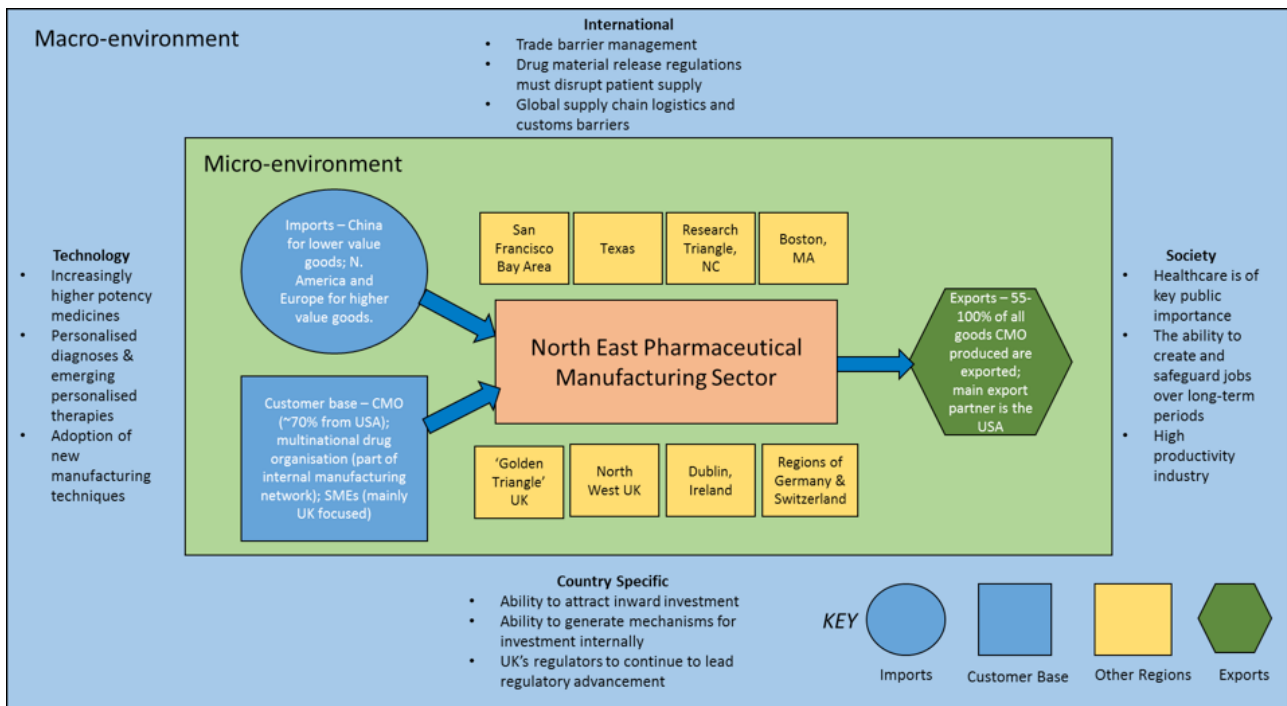 Macro-environment
International
• Trade barrier management
• Drug material release regulations
must disrupt patient supply
• Global supply chain logistics and
customs barriers
Micro-environment
Imports – China
for lower value
goods; N.
America and
Europe for higher
value goods.
San
Francisco
Bay Area
Texas
Research
Triangle,
NC
Boston,
MA
Technology
• Increasingly
higher potency
medicines
• Personalised
diagnoses &
emerging
personalised
therapies
• Adoption of
new
manufacturing
techniques
North East Pharmaceutical
Manufacturing Sector
Exports – 55-
100% of all
goods CMO
produced are
exported;
main export
partner is the
USA
Society
• Healthcare is of
key public
importance
• The ability to
create and
safeguard jobs
over long-term
periods
• High
productivity
industry
Customer base – CMO
(~70% from USA);
multinational drug
organisation (part of
internal manufacturing
network); SMEs (mainly
UK focused)
‘Golden
Triangle’
UK
North
West UK
Dublin,
Ireland
Regions of
Germany &
Switzerland
Country Specific
• Ability to attract inward investment
• Ability to generate mechanisms for
investment internally
• UK’s regulators to continue to lead
regulatory advancement
KEY
Imports
Customer Base
Other Regions
Exports